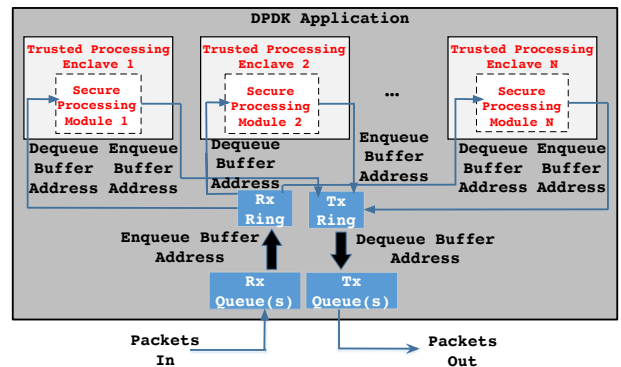 DPDK Application
Trusted Processing
Enclave 1
Secure
Processing
Module 1
Trusted Processing
Enclave 2
Secure
Processing
Module 2
...
Trusted Processing
Enclave N
Secure
Processing
Module N
Dequeue
Buffer
Address
Enqueue
Buffer
Address
Dequeue
Buffer
Address
Enqueue
Buffer
Address
Dequeue
Buffer
Address
Enqueue
Buffer
Address
Rx
Ring
Tx
Ring
Enqueue Buffer
Address
Dequeue Buffer
Address
Rx
Queue(s)
Tx
Queue(s)
Packets
In
Packets
Out